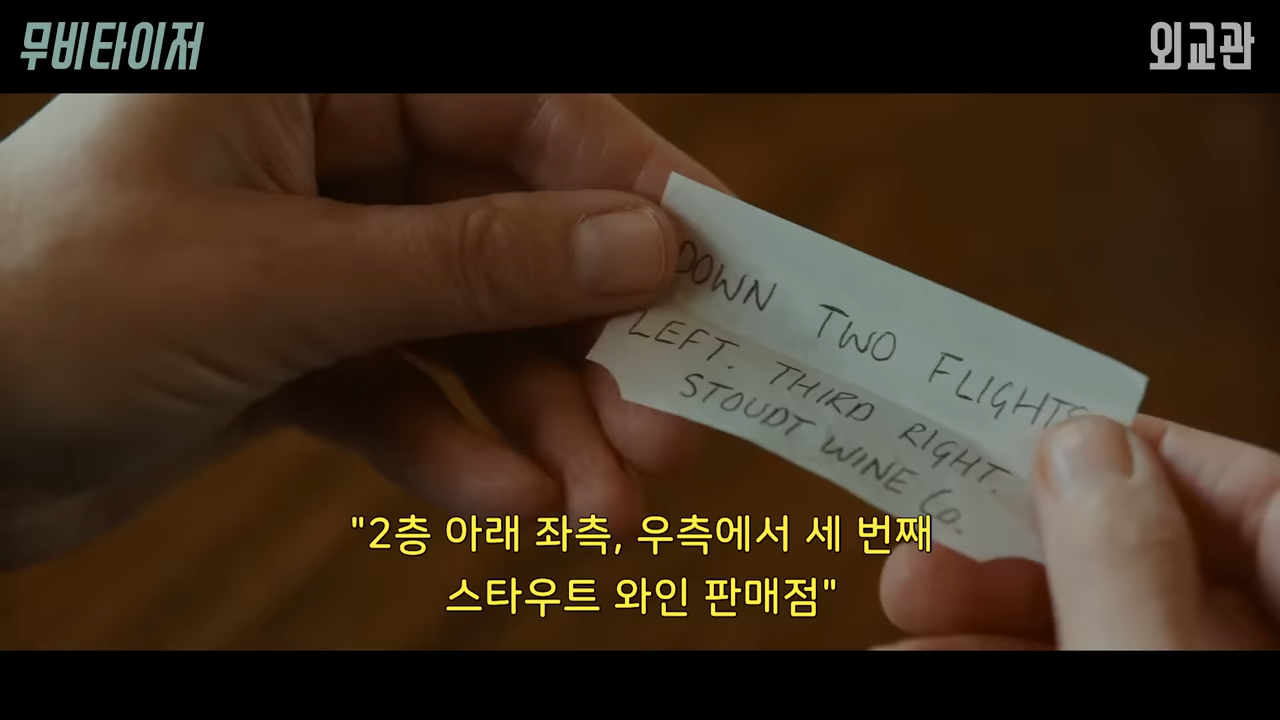 무비타이저
외교관
DOWN TWO FLIGHTS
LEFT. THIRD RIGHT.
STOUDT WINE Co.
"2층 아래 좌측, 우측에서 세 번째
스타우트 와인 판매점"